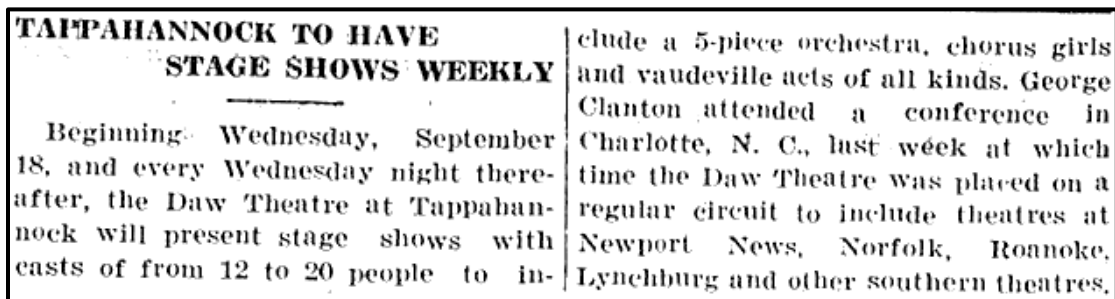 TAPPAHANNOCK TO HAVE
STAGE SHOWS WEEKLY
Beginning Wednesday, September
18, and every Wednesday night there-
after, the Daw Theatre at Tappahan-
nock will present stage shows with
casts of from 12 to 20 people to in-
clude a 5-piece orchestra, chorus girls
and vaudeville acts of all kinds. George
Clanton attended a conference in
Charlotte, N. C., last week at which
time the Daw Theatre was placed on a
regular circuit to include theatres at
Newport News, Norfolk, Roanoke,
Lynchburg and other southern theatres.